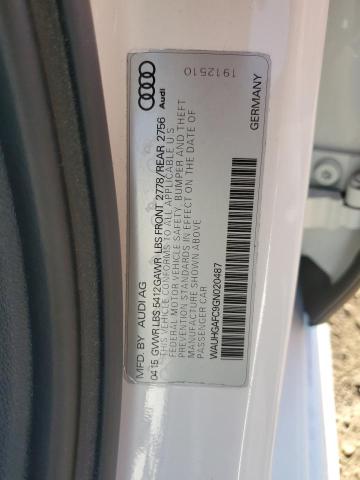 Audi
1912510
MFD. BY AUDI AG
GERMANY
0415 GVWR LBS 5412 GAWR LBS FRONT 2778/REAR 2756
THIS VEHICLE CONFORMS TO ALL APPLICABLE U S
FEDERAL MOTOR VEHICLE SAFETY, BUMPER AND THEFT
PREVENTION STANDARDS IN EFFECT ON THE DATE OF
MANUFACTURE SHOWN ABOVE
PASSENGER CAR
WAUHGAFC9GN020487